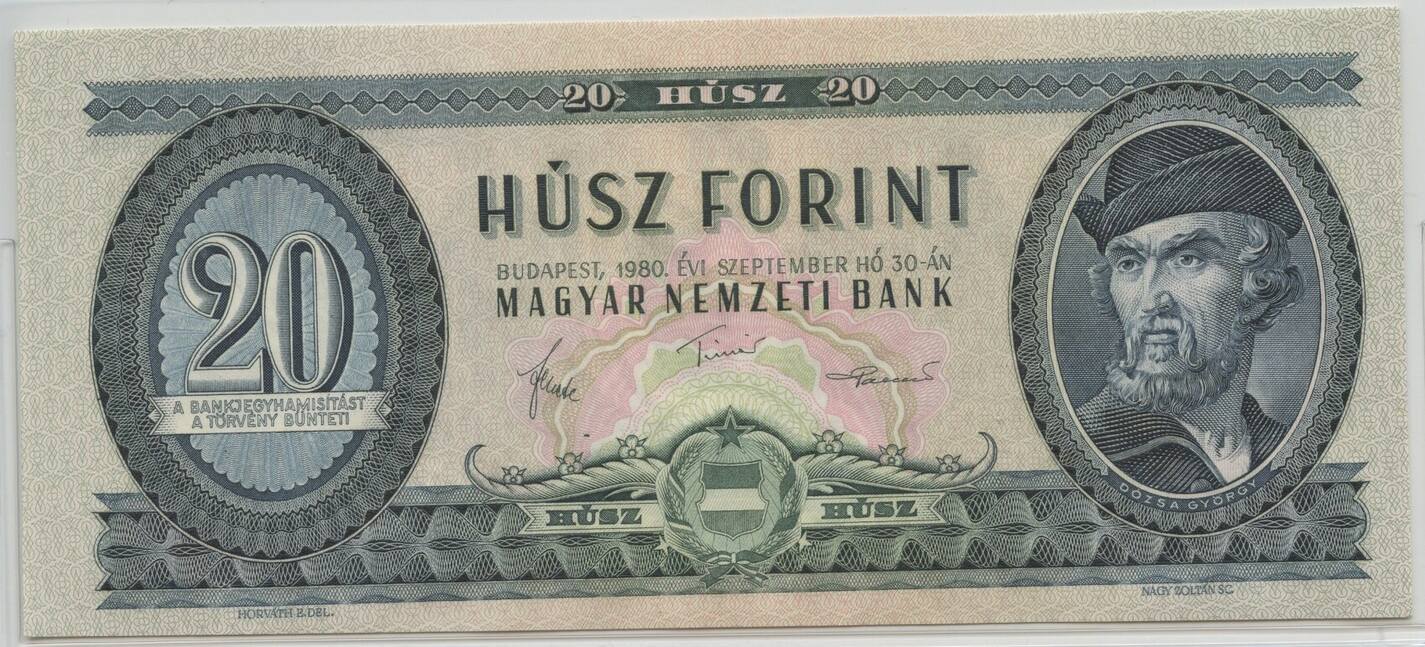 20 HÚSZ 20
HÚSZ FORINT
BUDAPEST, 1980. ÉVI SZEPTEMBER HÓ 30-ÁN
MAGYAR NEMZETI BANK
20
A BANKJEGYHAMISÍTÁST
A TÖRVÉNY BÜNTETI
HÚSZ HÚSZ
DÓZSA GYÖRGY
HORVÁTH E. DEL.
NAGY ZOLTÁN SC.